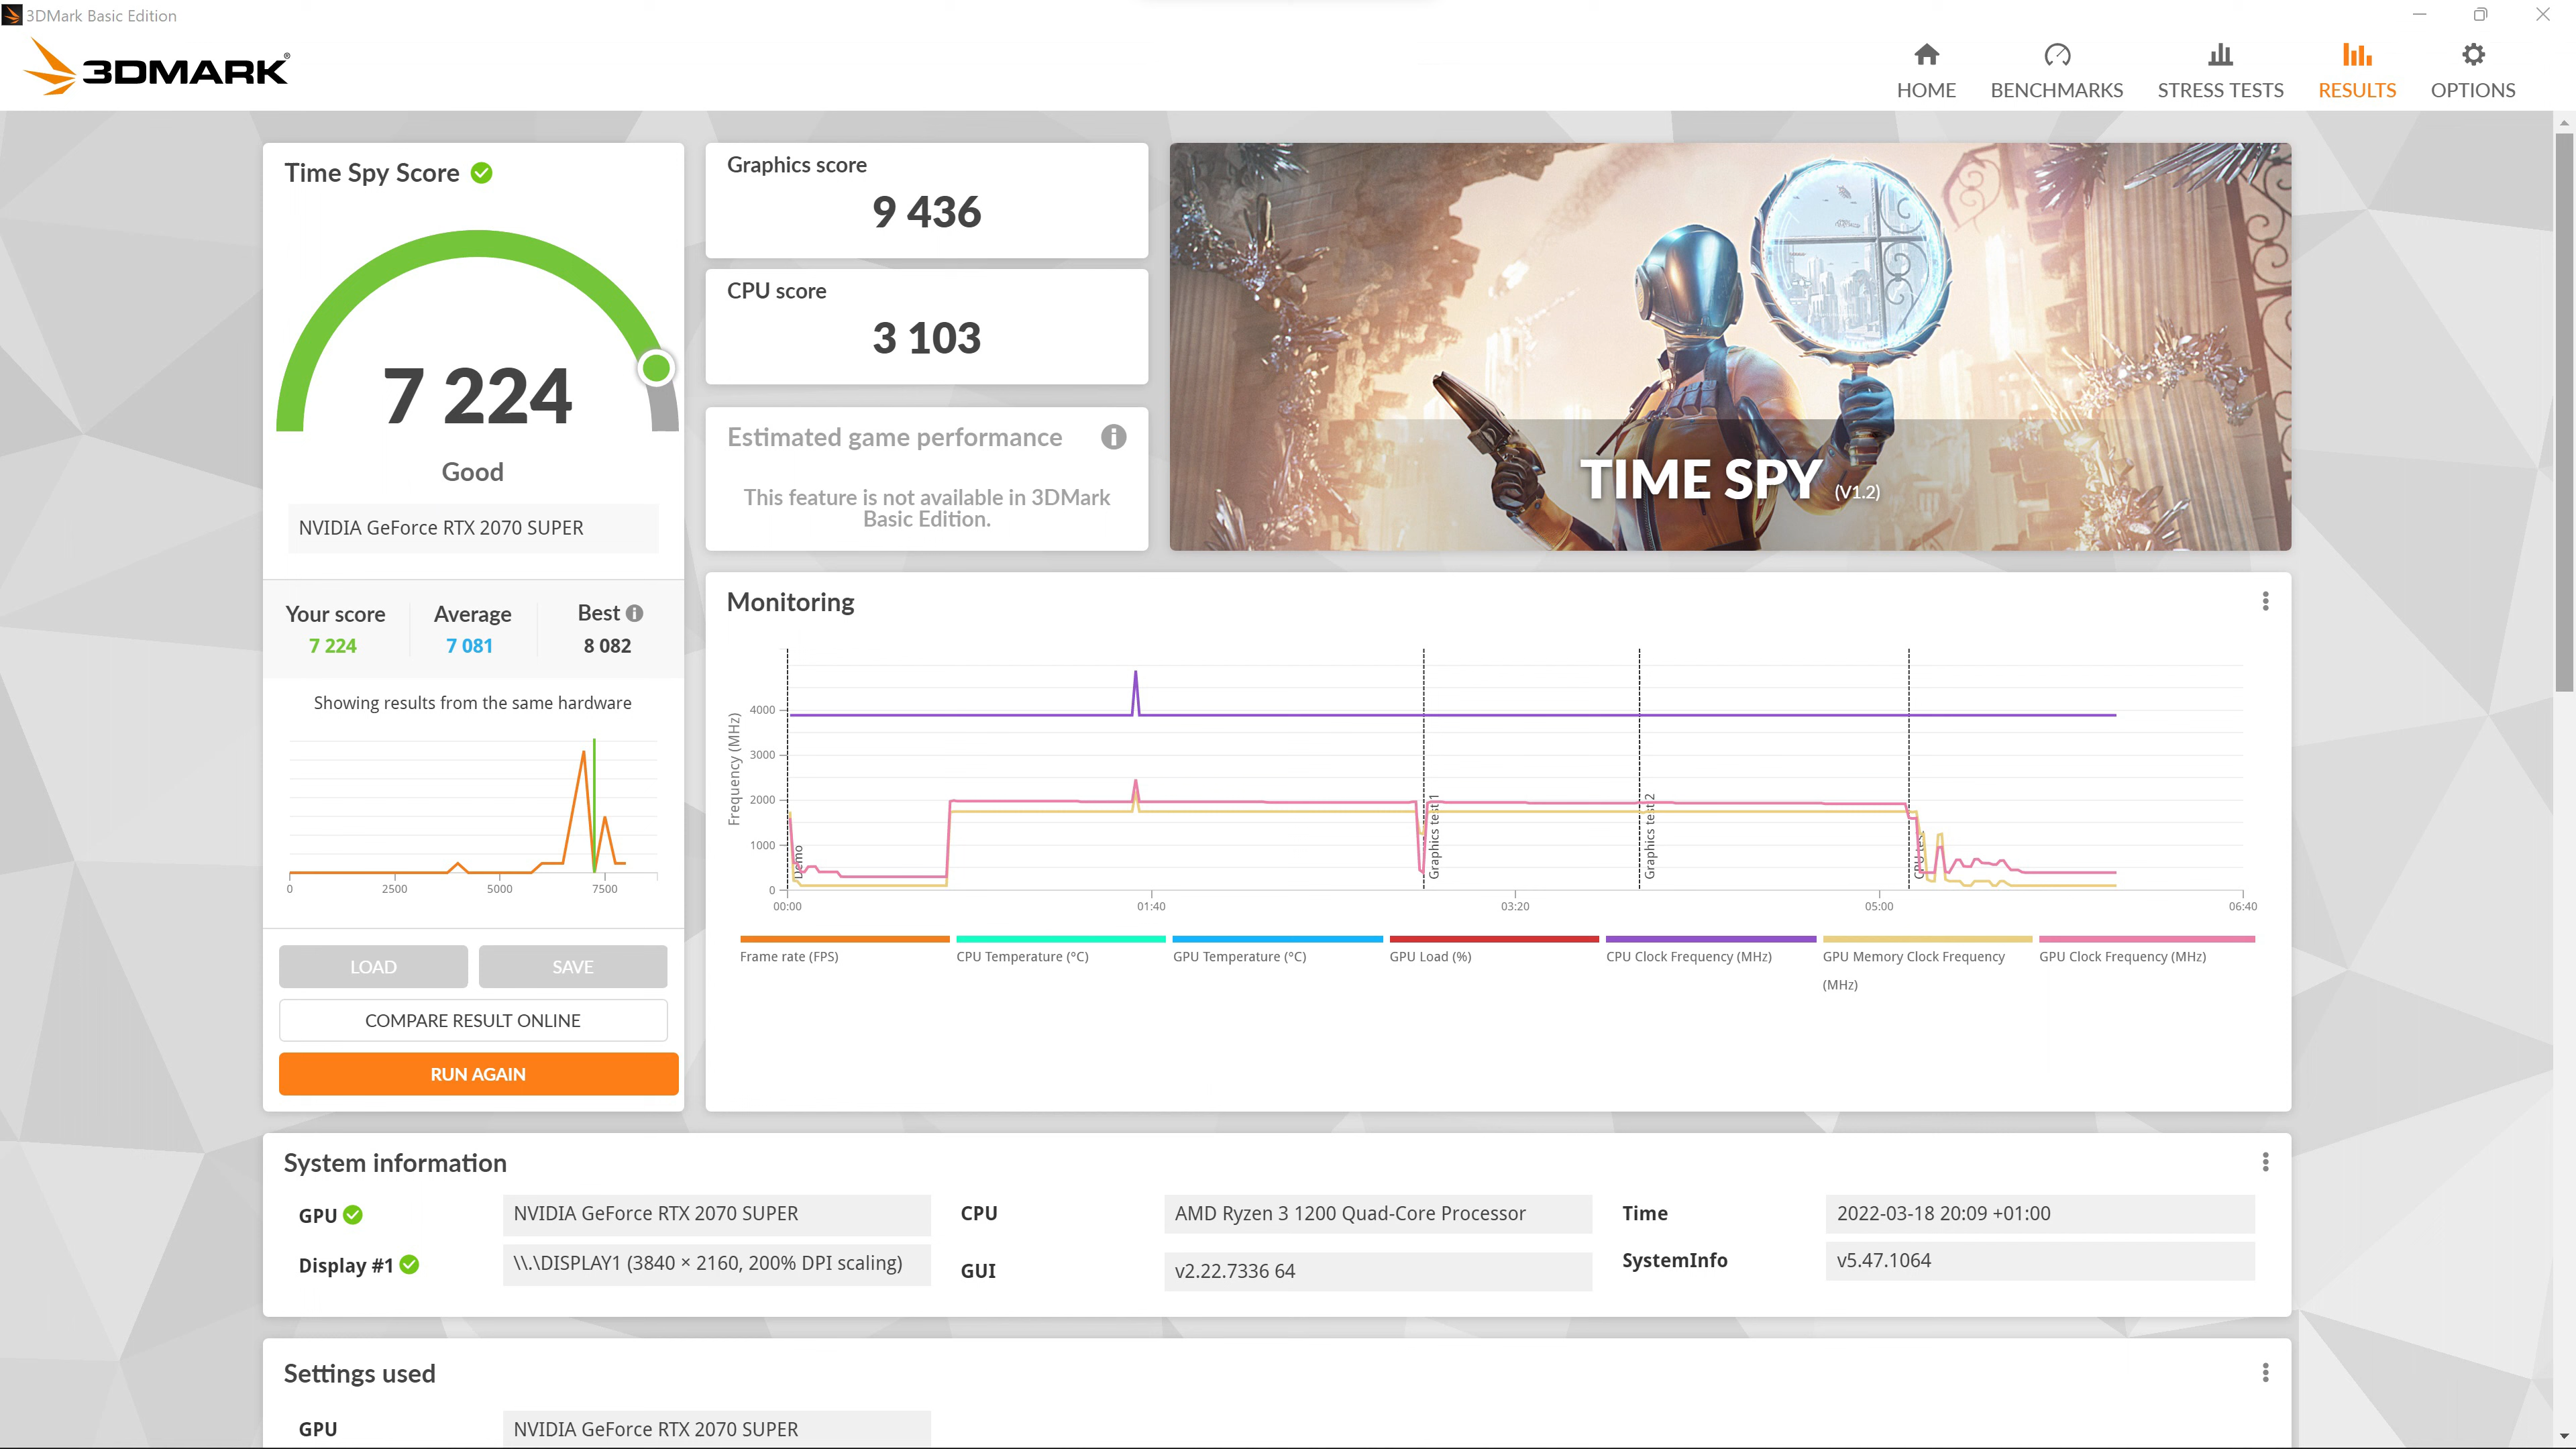 3DMark Basic Edition
3DMARK®
HOME
BENCHMARKS
STRESS TESTS
RESULTS
OPTIONS
Time Spy Score
7 224
Good
NVIDIA GeForce RTX 2070 SUPER
Your score
7 224
Average
7 081
Best
8 082
Showing results from the same hardware
0 2500 5000 7500
LOAD
SAVE
COMPARE RESULT ONLINE
RUN AGAIN
Graphics score
9 436
CPU score
3 103
Estimated game performance
This feature is not available in 3DMark
Basic Edition.
TIME SPY (V1.2)
Monitoring
Frequency (MHz)
4000
3000
2000
1000
0
Demo
Graphics test 1
Graphics test 2
CPU test
00:00 01:40 03:20 05:00 06:40
Frame rate (FPS)
CPU Temperature (°C)
GPU Temperature (°C)
GPU Load (%)
CPU Clock Frequency (MHz)
GPU Memory Clock Frequency
(MHz)
GPU Clock Frequency (MHz)
System information
GPU
NVIDIA GeForce RTX 2070 SUPER
Display #1
\\.\DISPLAY1 (3840 × 2160, 200% DPI scaling)
CPU
AMD Ryzen 3 1200 Quad-Core Processor
GUI
v2.22.7336 64
Time
2022-03-18 20:09 +01:00
SystemInfo
v5.47.1064
Settings used
GPU
NVIDIA GeForce RTX 2070 SUPER